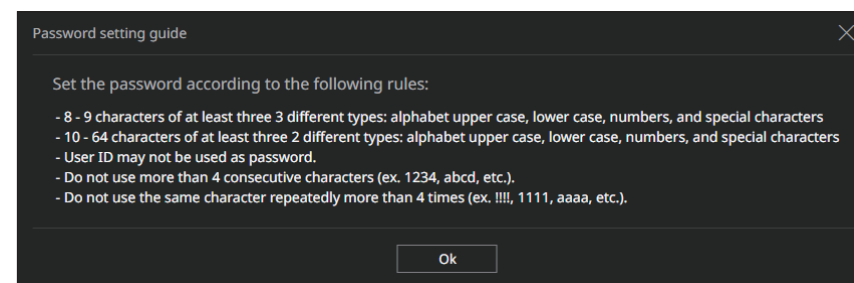 Password setting guide
Set the password according to the following rules:
- 8 - 9 characters of at least three 3 different types: alphabet upper case, lower case, numbers, and special characters
- 10 - 64 characters of at least three 2 different types: alphabet upper case, lower case, numbers, and special characters
- User ID may not be used as password.
- Do not use more than 4 consecutive characters (ex. 1234, abcd, etc.).
- Do not use the same character repeatedly more than 4 times (ex. !!!!, 1111, aaaa, etc.).
Ok